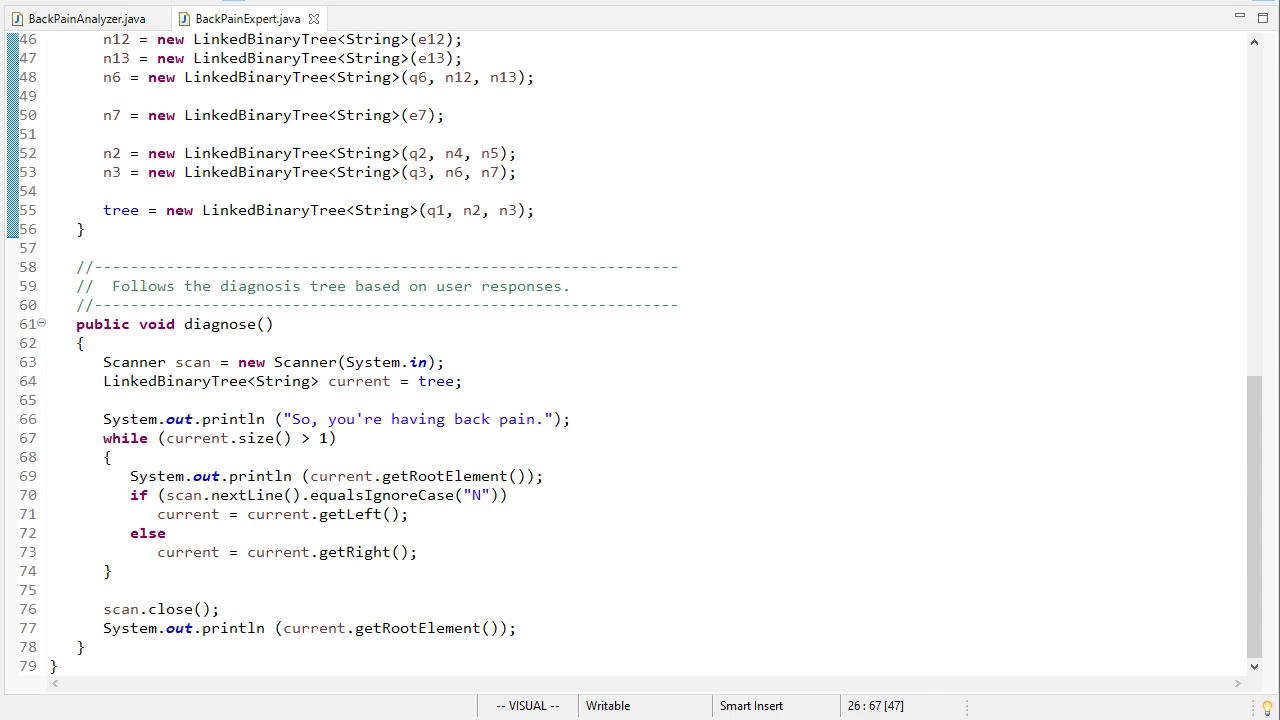 BackPainAnalyzer.java BackPainExpert.java
46 n12 = new LinkedBinaryTree<String>(e12);
47 n13 = new LinkedBinaryTree<String>(e13);
48 n6 = new LinkedBinaryTree<String>(q6, n12, n13);
49
50 n7 = new LinkedBinaryTree<String>(e7);
51
52 n2 = new LinkedBinaryTree<String>(q2, n4, n5);
53 n3 = new LinkedBinaryTree<String>(q3, n6, n7);
54
55 tree = new LinkedBinaryTree<String>(q1, n2, n3);
56 }
57
58 //-----------------------------------------------------------------
59 // Follows the diagnosis tree based on user responses.
60 //-----------------------------------------------------------------
61 public void diagnose()
62 {
63 Scanner scan = new Scanner(System.in);
64 LinkedBinaryTree<String> current = tree;
65
66 System.out.println ("So, you're having back pain.");
67 while (current.size() > 1)
68 {
69 System.out.println (current.getRootElement());
70 if (scan.nextLine().equalsIgnoreCase("N"))
71 current = current.getLeft();
72 else
73 current = current.getRight();
74 }
75
76 scan.close();
77 System.out.println (current.getRootElement());
78 }
79 }
-- VISUAL -- Writable Smart Insert 26 : 67 [47]